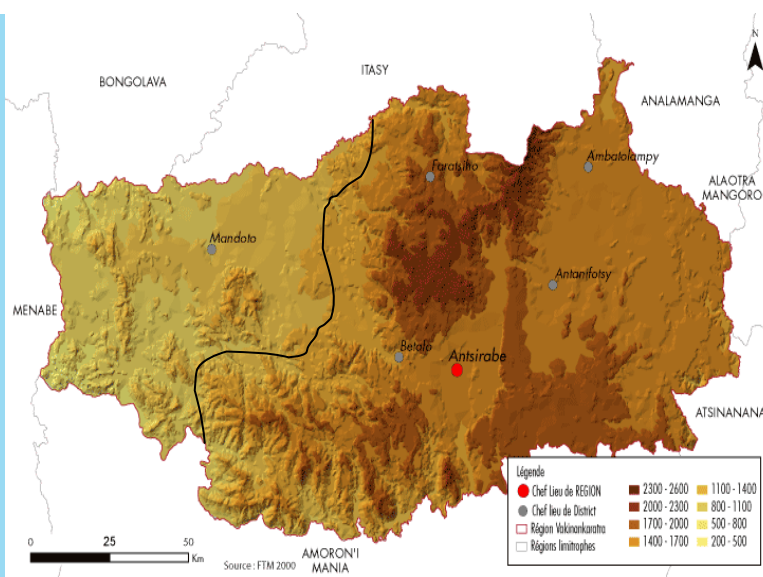 N
ITASY
BONGOLAVA
ANALAMANGA
Ambatolampy
Faratsiho
ALAOTRA
MANGORO
Mandoto
Antanifotsy
MENABE
Betafo
Antsirabe
ATSINANANA
Légende
Chef Lieu de REGION
Chef lieu de District
Région Vakinankaratra
Régions limitrophes
2300 - 2600
2000 - 2300
1700 - 2000
1400 - 1700
1100 - 1400
800 - 1100
500 - 800
200 - 500
0 25 50
Km
Source : FTM 2000
AMORON'I
MANIA